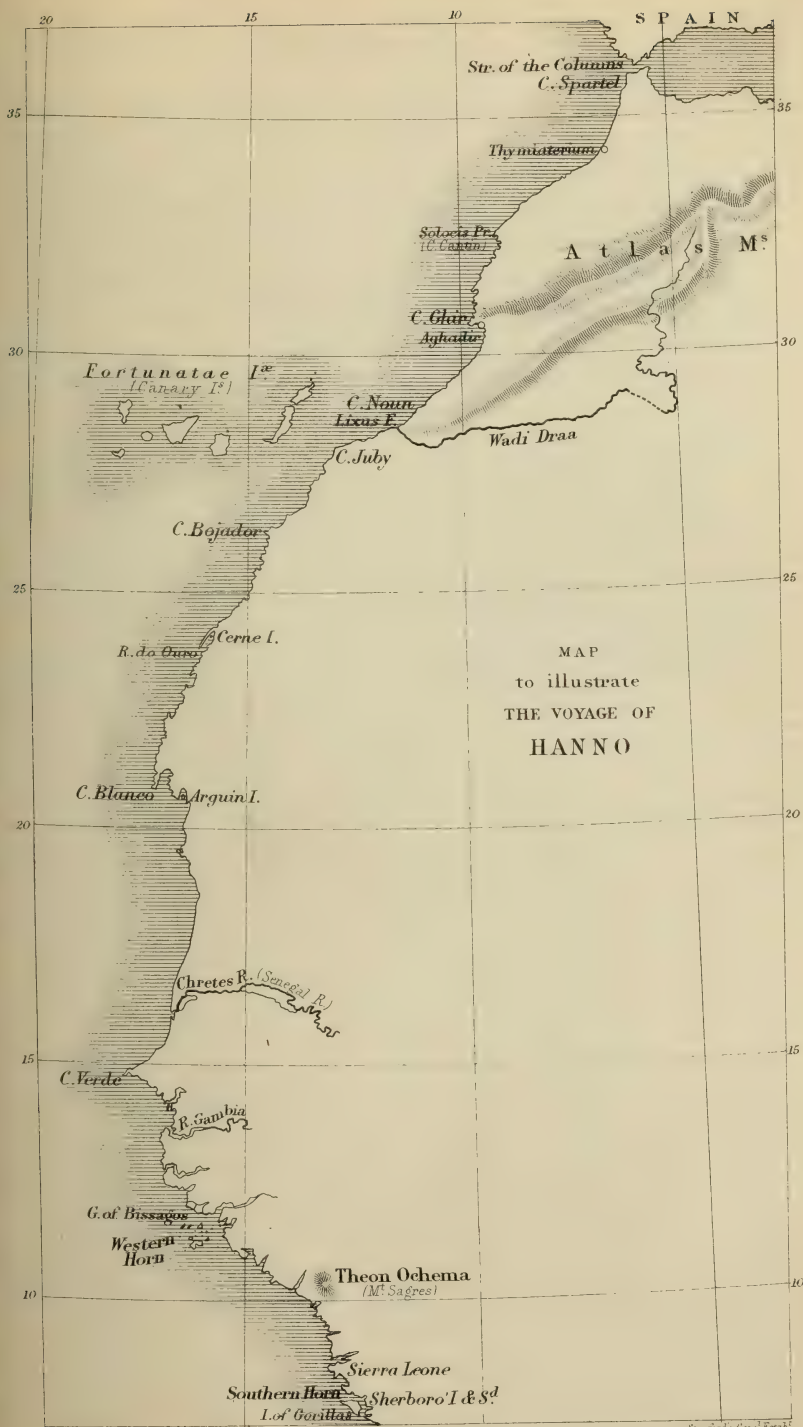 20
15
10
SPAIN
Str. of the Columns
C. Spartel
35
35
Thymiaterium
Soloeis Pr.
(C. Cantin)
Atlas Ms.
C. Ghir
Aghadir
30
30
Fortunatae Iæ.
(Canary Is)
C. Noun
Lixus F.
Wadi Draa
C. Juby
C. Bojador
25
25
Cerne I.
R. do Ouro
MAP
to illustrate
THE VOYAGE OF
HANNO
C. Blanco
Arguin I.
20
20
Chretes R. (Senegal R)
15
15
C. Verde
R. Gambia
G. of Bissagos
Western
Horn
Theon Ochema
(Mt. Sagres)
10
10
Sierra Leone
Southern Horn
Sherboro' I & Sd.
I. of Gorillas